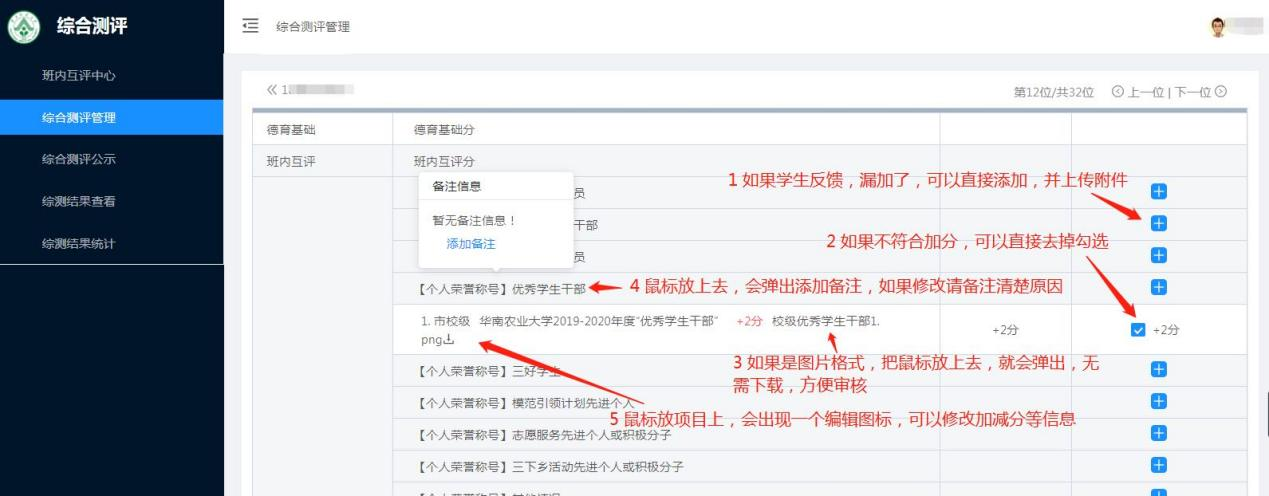 综合测评
综合测评管理
班内互评中心
综合测评管理
综合测评公示
综测结果查看
综测结果统计
第12位/共32位 上一位 | 下一位
德育基础 德育基础分
班内互评 班内互评分
备注信息
暂无备注信息！
添加备注
员
干部
员
1 如果学生反馈，漏加了，可以直接添加，并上传附件
2 如果不符合加分，可以直接去掉勾选
【个人荣誉称号】优秀学生干部
4 鼠标放上去，会弹出添加备注，如果修改请备注清楚原因
1. 市校级 华南农业大学2019-2020年度“优秀学生干部” +2分 校级优秀学生干部1.
png
+2分 +2分
3 如果是图片格式，把鼠标放上去，就会弹出，无
需下载，方便审核
【个人荣誉称号】三好学生
【个人荣誉称号】模范引领计划先进个人
5 鼠标放项目上，会出现一个编辑图标，可以修改加减分等信息
【个人荣誉称号】志愿服务先进个人或积极分子
【个人荣誉称号】三下乡活动先进个人或积极分子